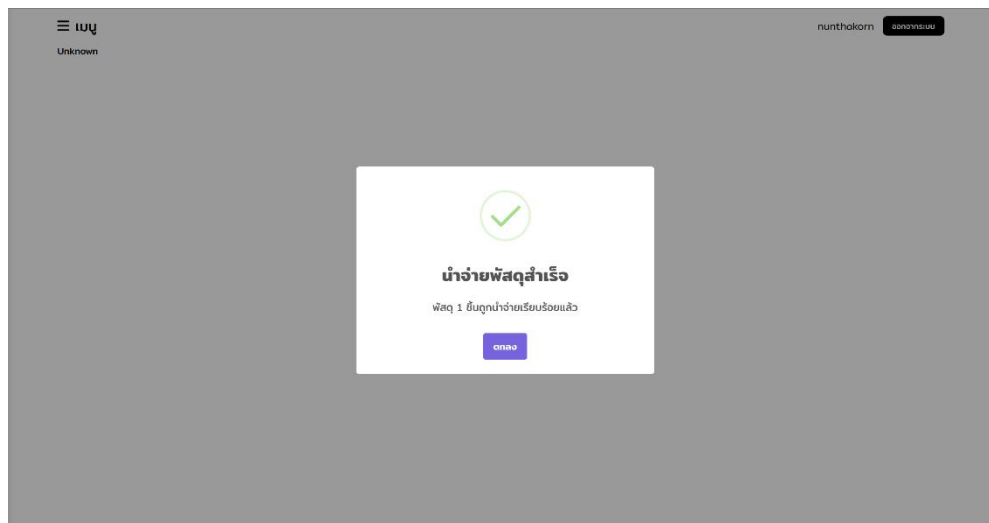 ☰ เมนู
nunthakorn ออกจากระบบ
Unknown
นำจ่ายพัสดุสำเร็จ
พัสดุ 1 ชิ้นถูกนำจ่ายเรียบร้อยแล้ว
ตกลง